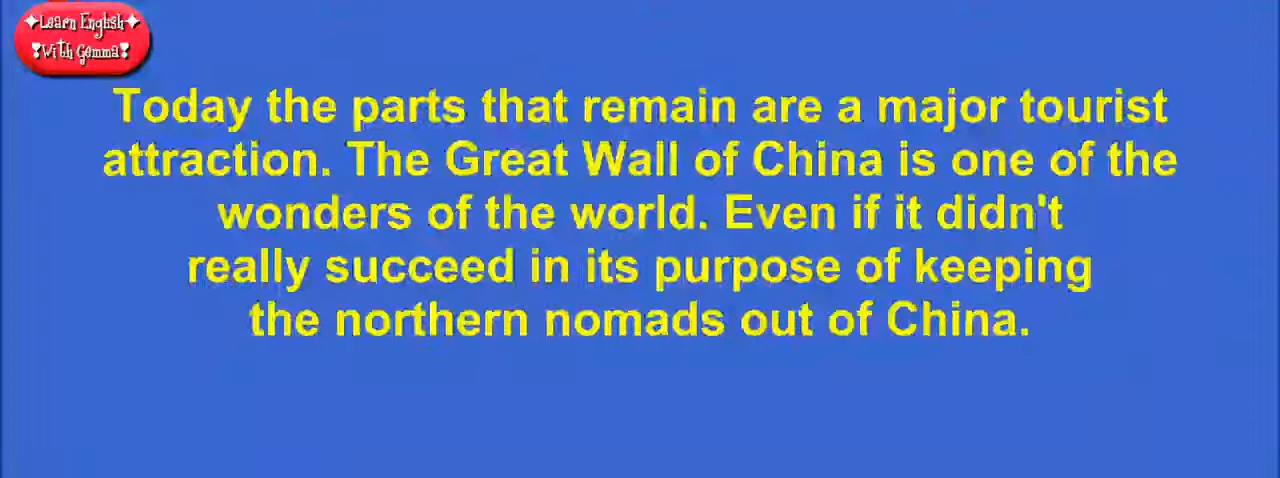 Learn English
With Gemma
Today the parts that remain are a major tourist
attraction. The Great Wall of China is one of the
wonders of the world. Even if it didn't
really succeed in its purpose of keeping
the northern nomads out of China.